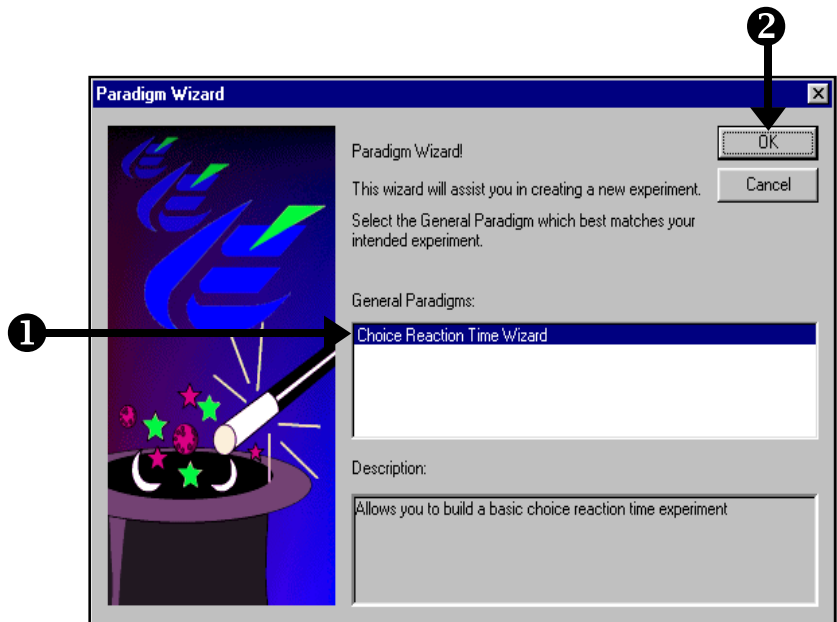 2
Paradigm Wizard
Paradigm Wizard!
OK
This wizard will assist you in creating a new experiment.
Cancel
Select the General Paradigm which best matches your
intended experiment.
General Paradigms:
1
Choice Reaction Time Wizard
Description:
Allows you to build a basic choice reaction time experiment